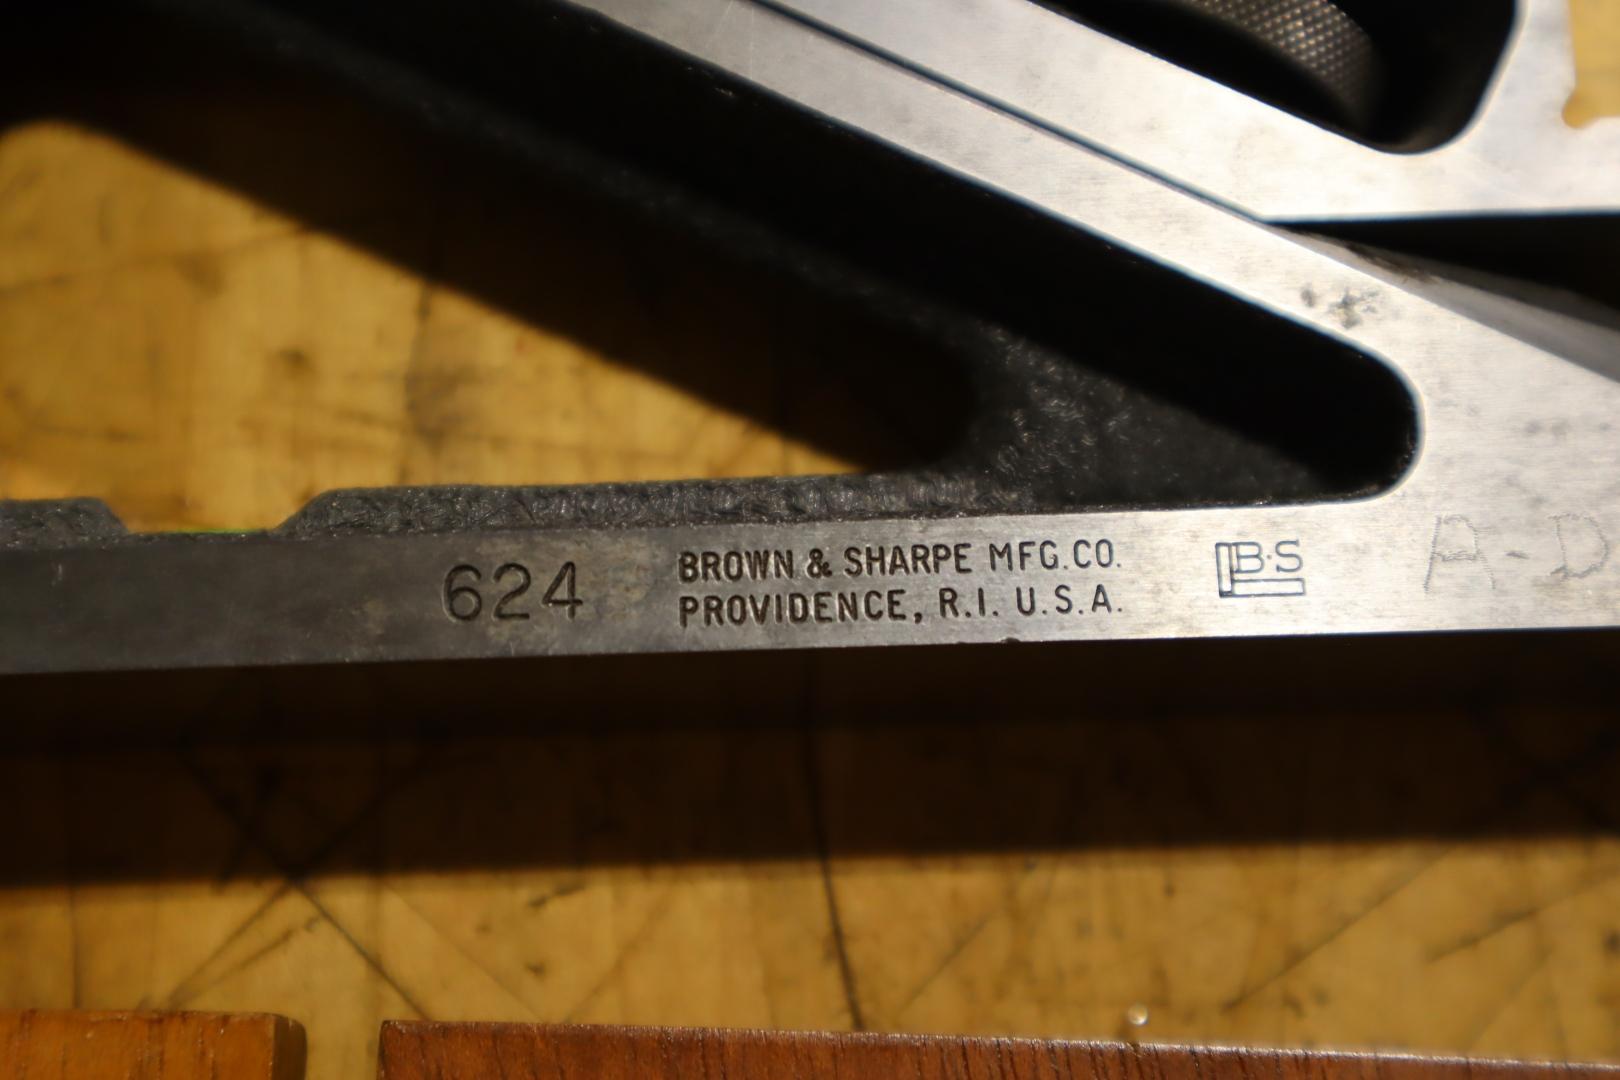 624
BROWN & SHARPE MFG.CO.
PROVIDENCE, R.I. U.S.A.
B·S
A-D